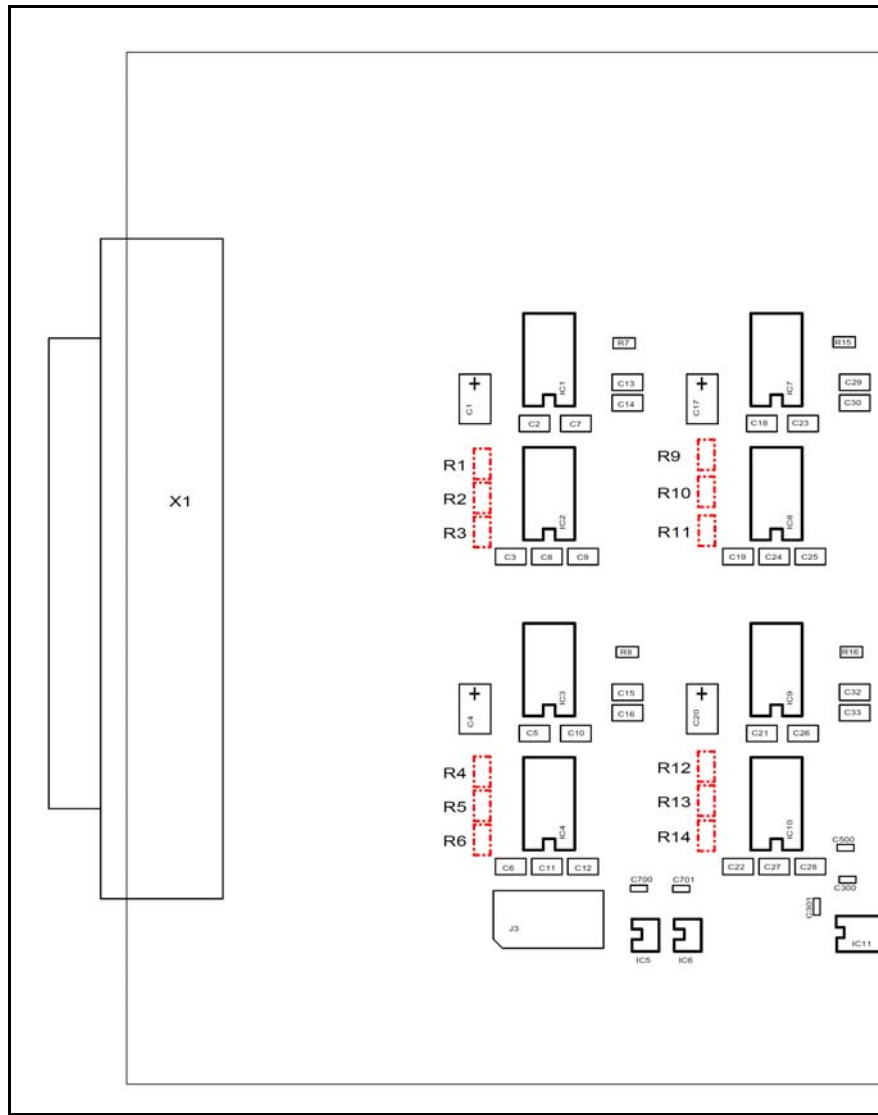 R7
R15
IC1
IC7
C13
C29
+
+
C1
C17
C14
C30
C2
C7
C18
C23
R1
R9
R2
R10
X1
R3
R11
IC2
IC8
C3
C8
C9
C19
C24
C25
R8
R16
IC3
IC9
C15
C32
+
+
C4
C20
C16
C33
C5
C10
C21
C26
R4
R12
R5
R13
R6
R14
IC4
IC10
C500
C6
C11
C12
C22
C27
C28
C700
C701
C300
C301
J3
IC5
IC6
IC11